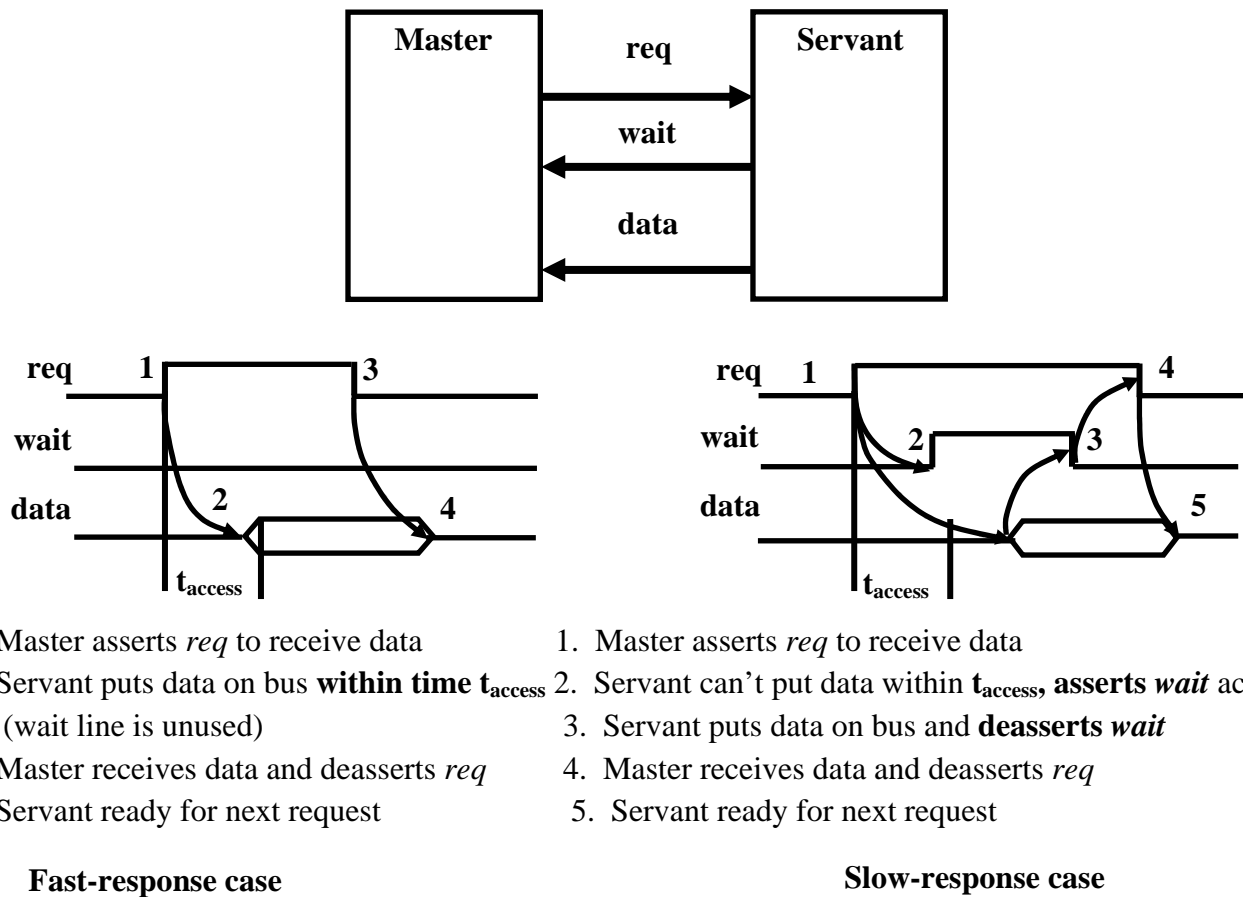 Master
Servant
req
wait
data
req
1
3
wait
data
2
4
taccess
req
1
4
wait
2
3
data
5
taccess
Master asserts req to receive data
Servant puts data on bus within time taccess
(wait line is unused)
Master receives data and deasserts req
Servant ready for next request
Fast-response case
1. Master asserts req to receive data
2. Servant can’t put data within taccess, asserts wait ac
3. Servant puts data on bus and deasserts wait
4. Master receives data and deasserts req
5. Servant ready for next request
Slow-response case